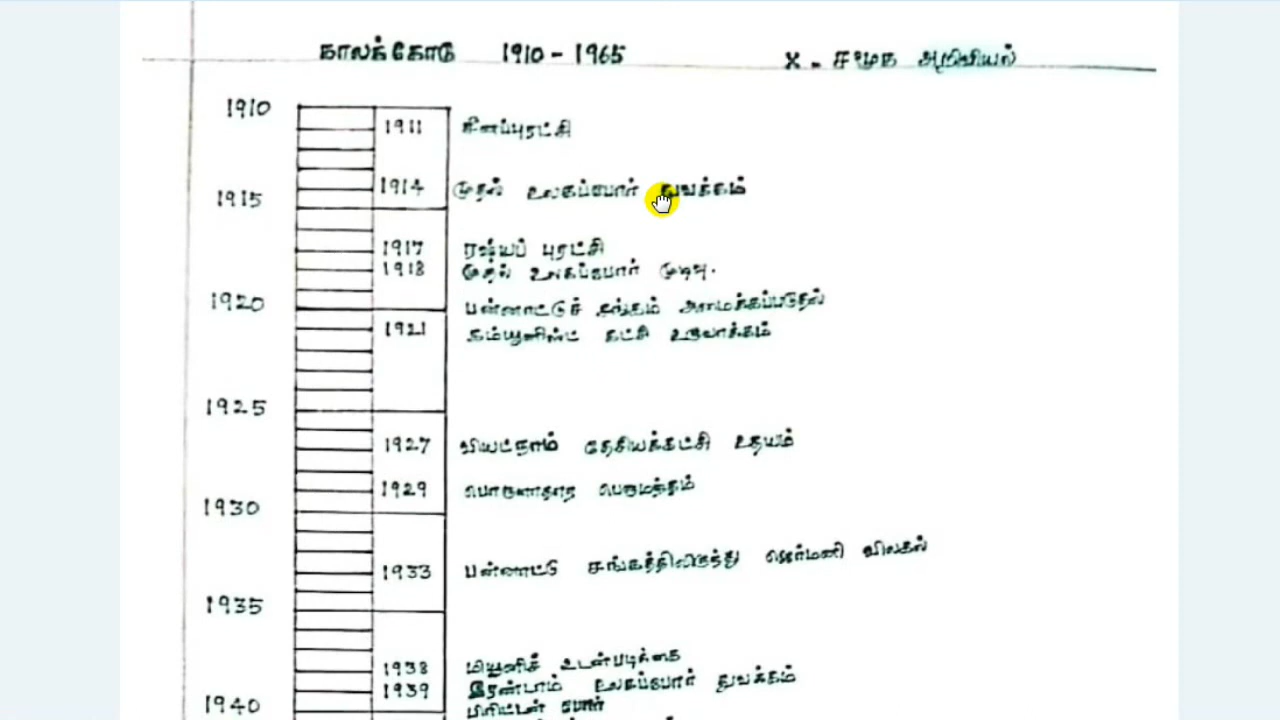 காலக்கோடு 1910 - 1965 X - சமூக அறிவியல்
1910
1911 சீனப்புரட்சி
1914 முதல் உலகப்போர் துவக்கம்
1915
1917 ரஷ்யப் புரட்சி
1918 முதல் உலகப்போர் முடிவு.
1920 பன்னாட்டுச் சங்கம் அமைக்கப்படுதல்
1921 கம்யூனிஸ்ட் கட்சி உருவாக்கம்
1925
1927 வியட்நாம் தேசியக்கட்சி உதயம்
1929 பொருளாதார பெருமந்தம்
1930
1933 பன்னாட்டு சங்கத்திலிருந்து ஜெர்மனி விலகல்
1935
1938 மியூனிச் உடன்படிக்கை
1939 இரண்டாம் உலகப்போர் துவக்கம்
1940 பிரிட்டன் போர்